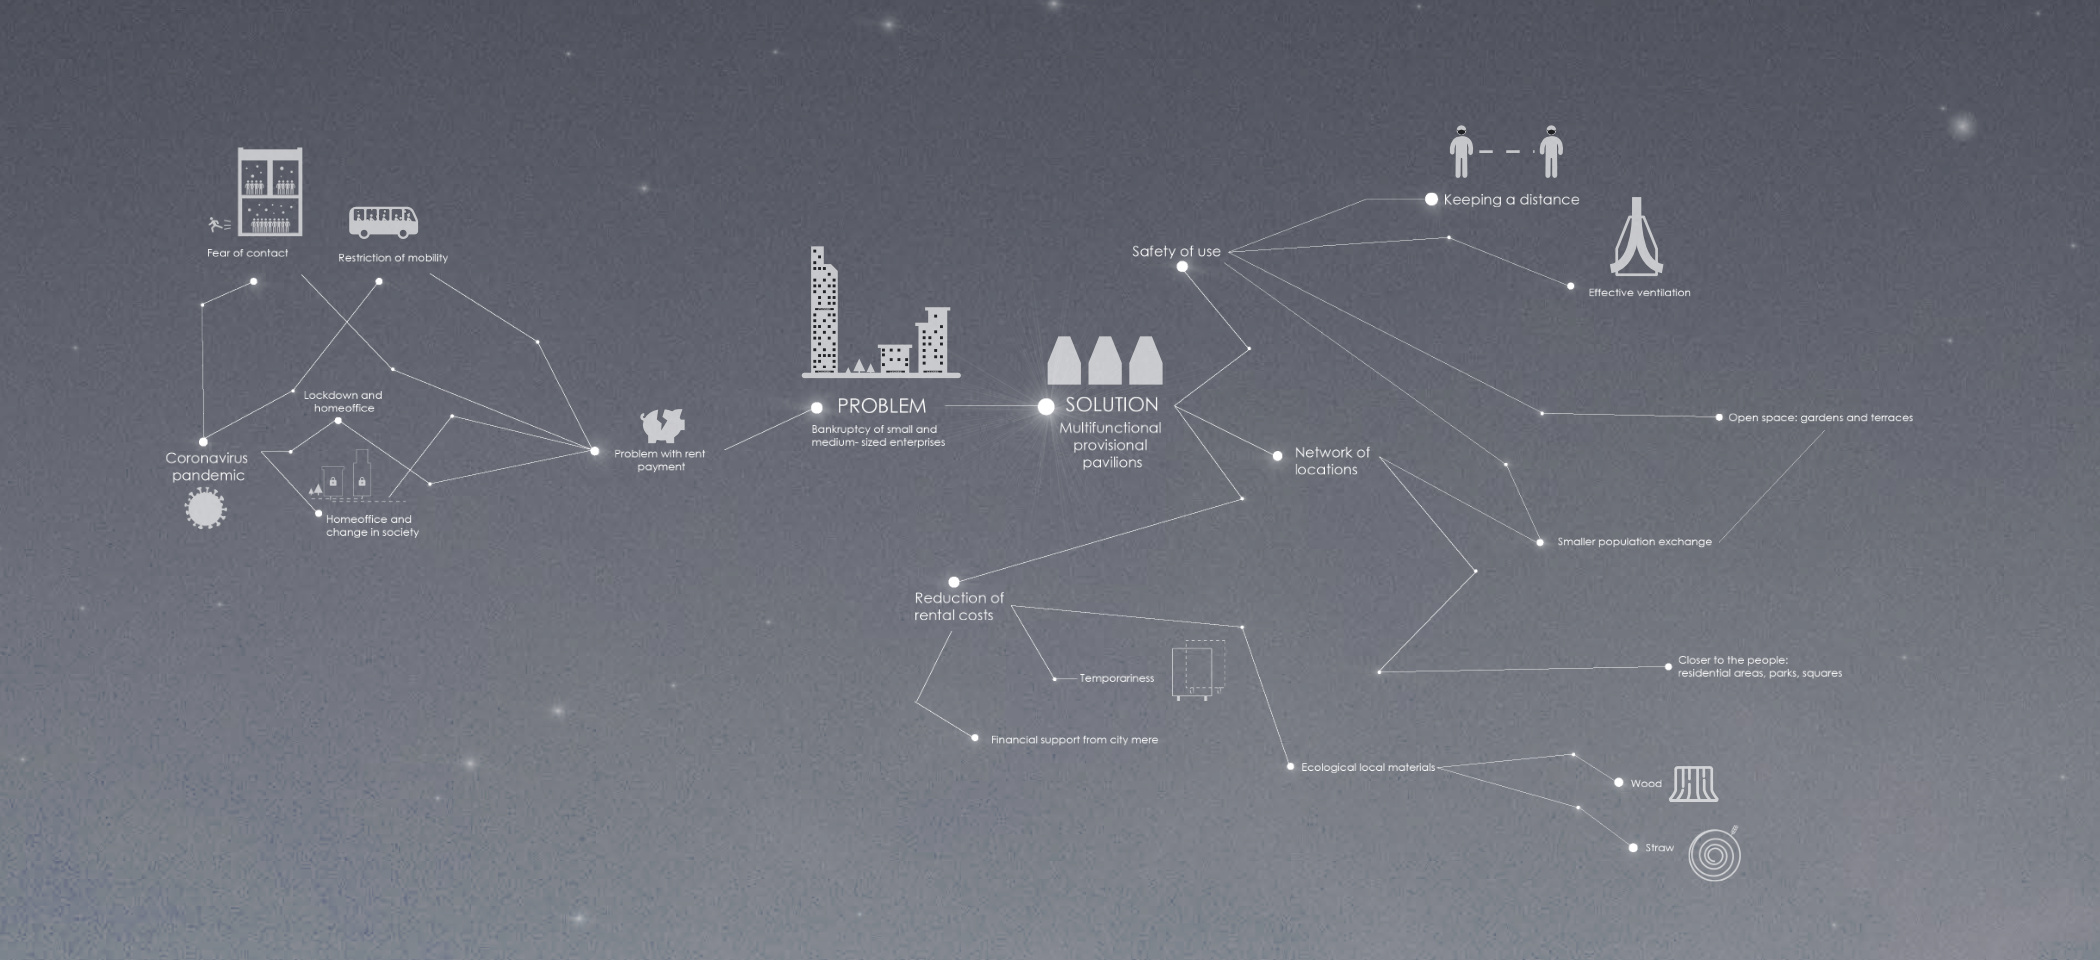 Fear of contact
Restriction of mobility
Lockdown and
homeoffice
Coronavirus
pandemic
Homeoffice and
change in society
Problem with rent
payment
PROBLEM
Bankruptcy of small and
medium- sized enterprises
SOLUTION
Multifunctional
provisional
pavilions
Safety of use
Keeping a distance
Effective ventilation
Open space: gardens and terraces
Network of
locations
Smaller population exchange
Closer to the people:
residential areas, parks, squares
Reduction of
rental costs
Temporariness
Financial support from city mere
Ecological local materials
Wood
Straw